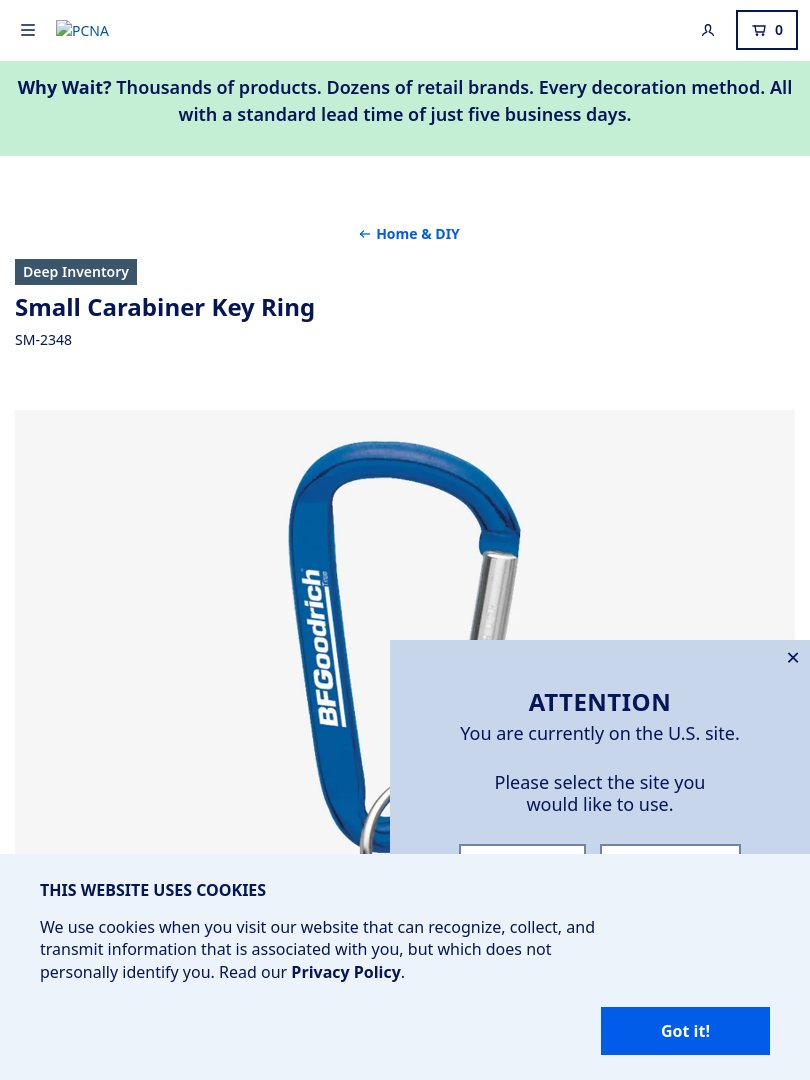 PCNA
0
Why Wait? Thousands of products. Dozens of retail brands. Every decoration method. All
with a standard lead time of just five business days.
← Home & DIY
Deep Inventory
Small Carabiner Key Ring
SM-2348
BFGoodrich
Tires
ATTENTION
You are currently on the U.S. site.
Please select the site you
would like to use.
THIS WEBSITE USES COOKIES
We use cookies when you visit our website that can recognize, collect, and
transmit information that is associated with you, but which does not
personally identify you. Read our Privacy Policy.
Got it!